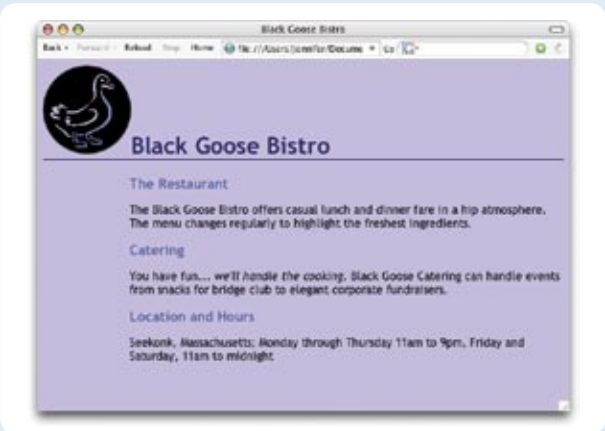 Black Goose Bistro
Back Forward Reload Stop Home file:///Users/jennifer/Docume Go
Black Goose Bistro
The Restaurant
The Black Goose Bistro offers casual lunch and dinner fare in a hip atmosphere.
The menu changes regularly to highlight the freshest ingredients.
Catering
You have fun... we'll handle the cooking. Black Goose Catering can handle events
from snacks for bridge club to elegant corporate fundraisers.
Location and Hours
Seekonk, Massachusetts; Monday through Thursday 11am to 9pm, Friday and
Saturday, 11am to midnight